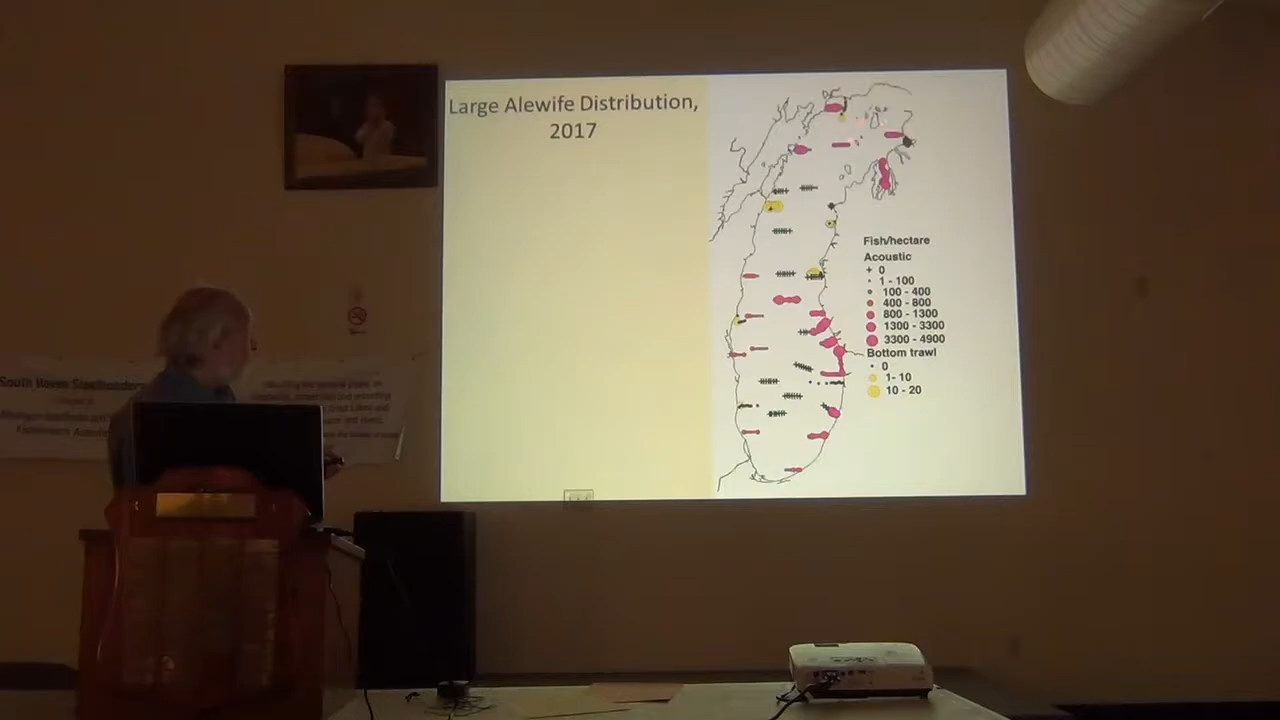 Large Alewife Distribution,
2017
Fish/hectare
Acoustic
0
1 - 100
100 - 400
400 - 800
800 - 1300
1300 - 3300
3300 - 4900
Bottom trawl
0
1 - 10
10 - 20
South Haven Steelheaders